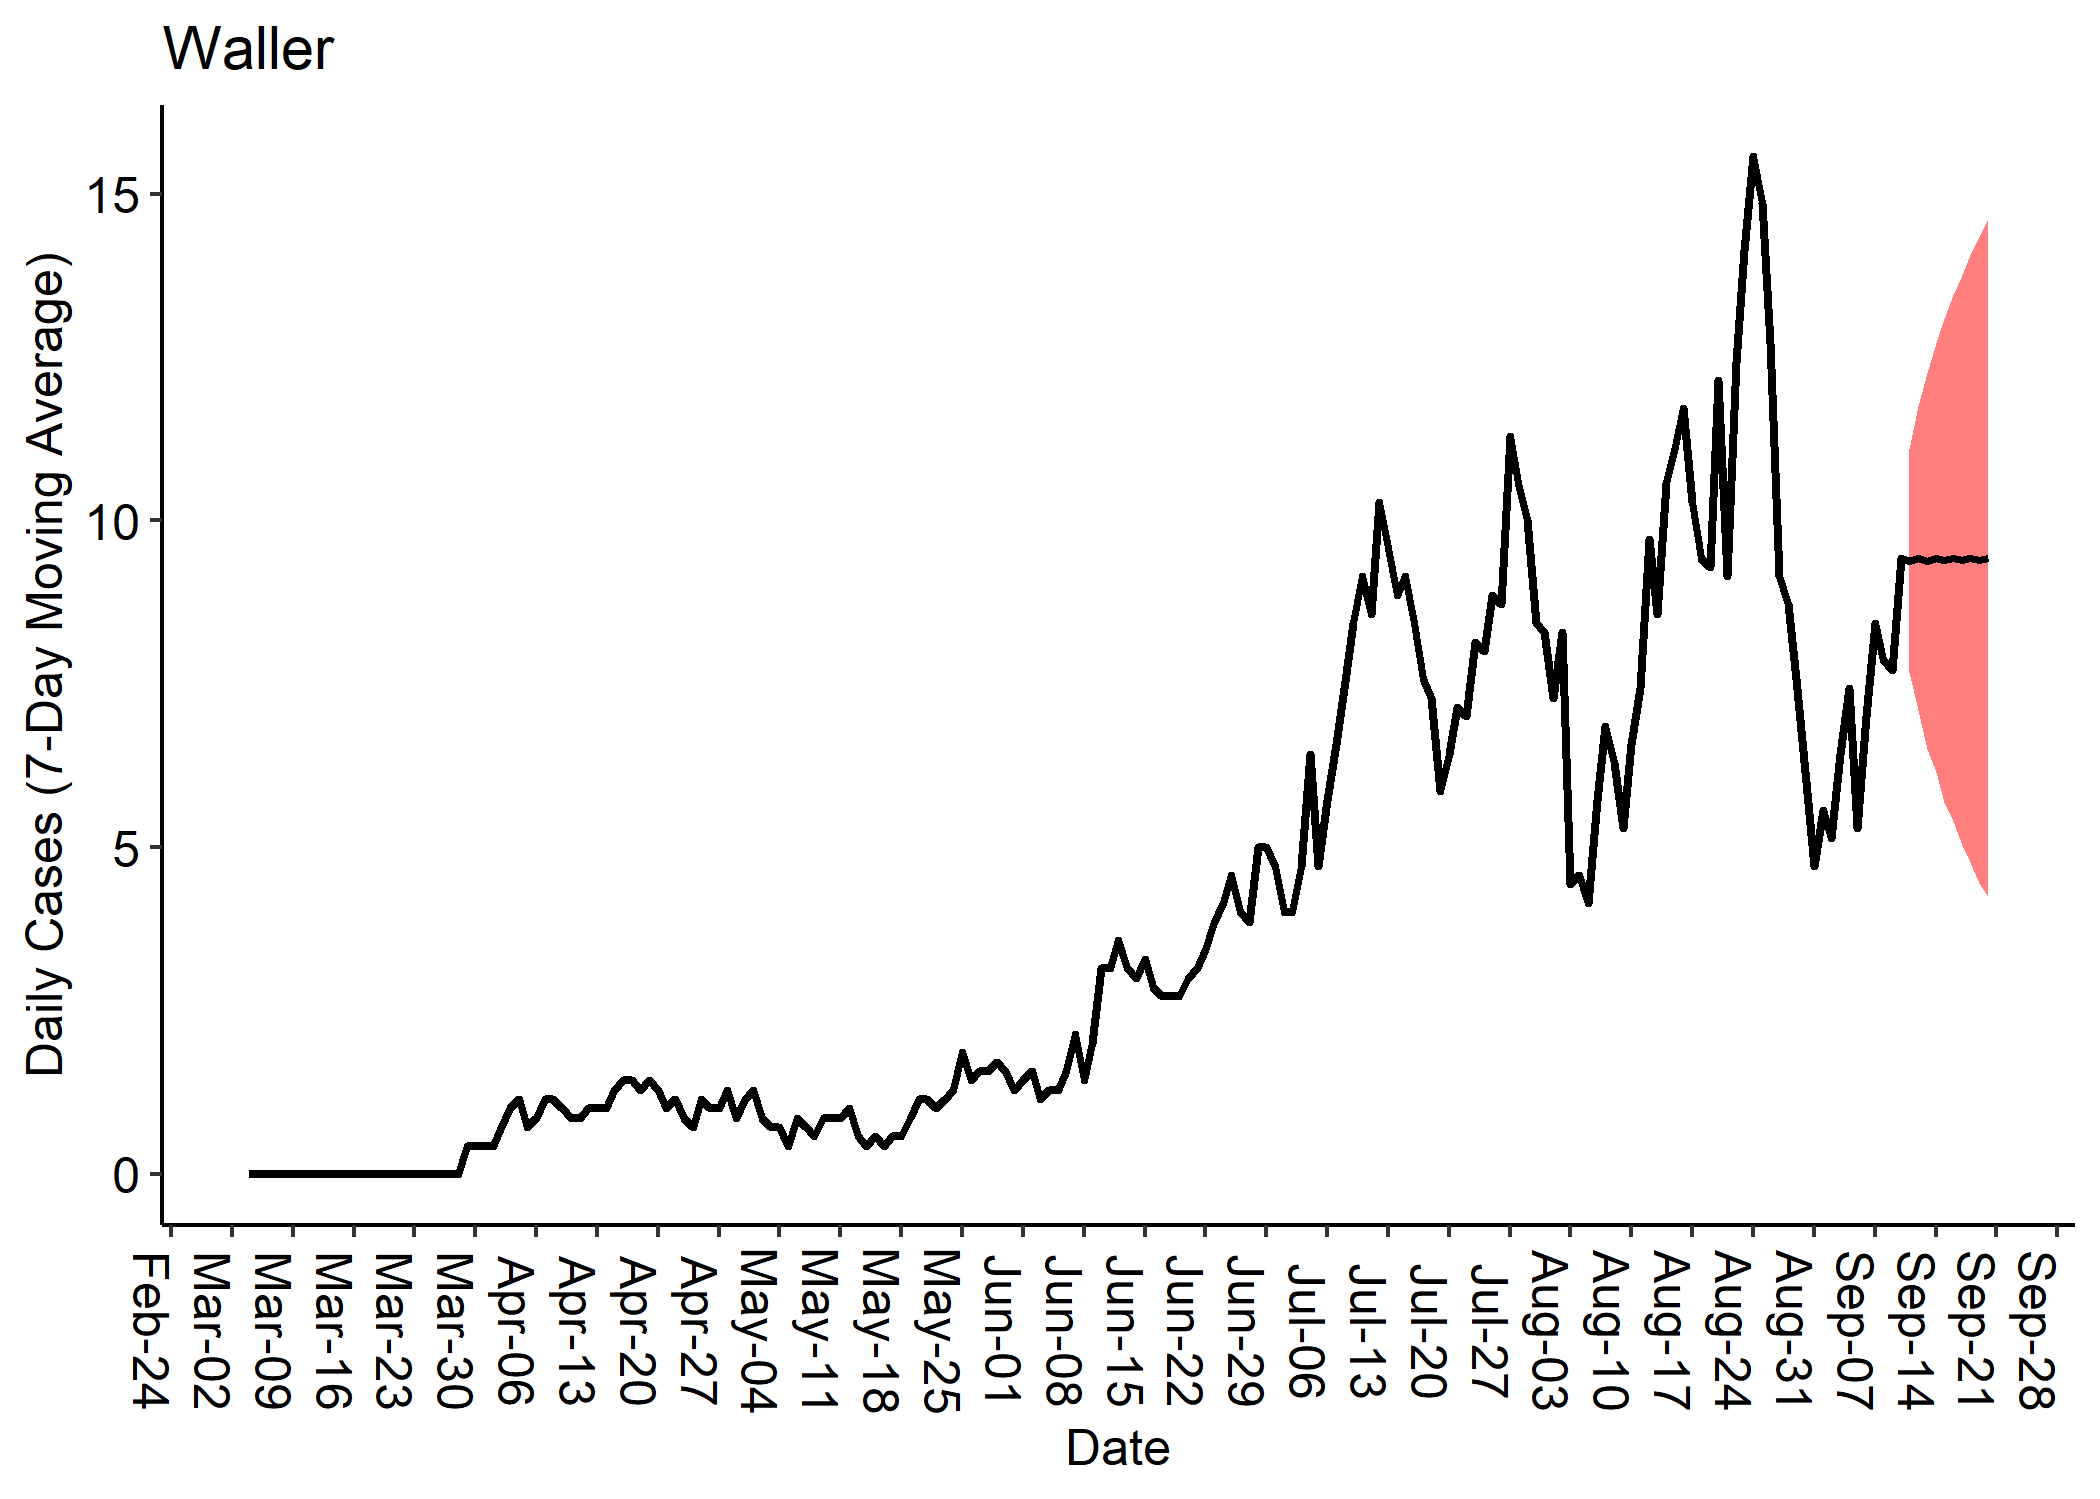 Waller
Daily Cases (7-Day Moving Average)
15
10
5
0
Feb-24
Mar-02
Mar-09
Mar-16
Mar-23
Mar-30
Apr-06
Apr-13
Apr-20
Apr-27
May-04
May-11
May-18
May-25
Jun-01
Jun-08
Jun-15
Jun-22
Jun-29
Jul-06
Jul-13
Jul-20
Jul-27
Aug-03
Aug-10
Aug-17
Aug-24
Aug-31
Sep-07
Sep-14
Sep-21
Sep-28
Date